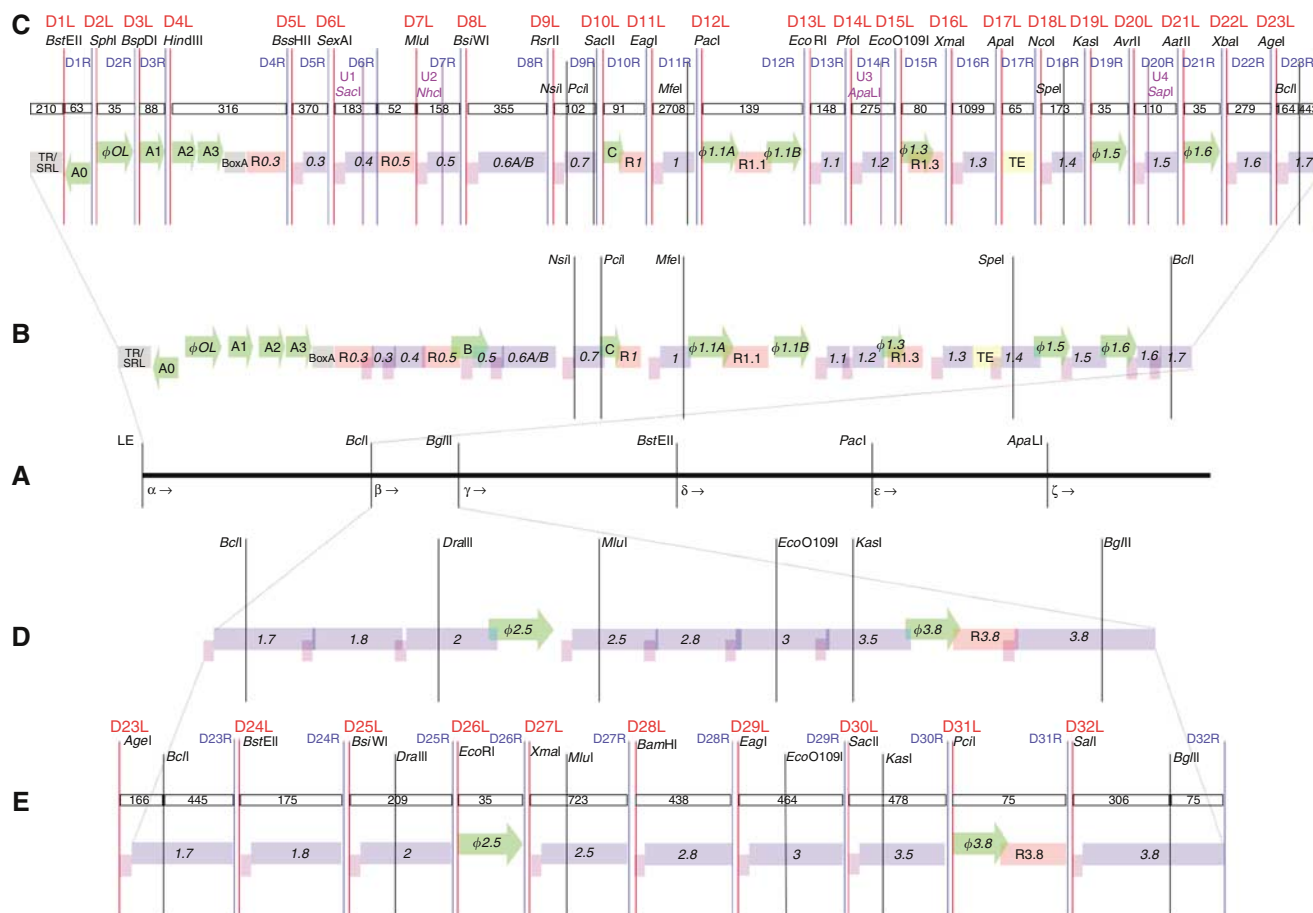 C
D1L D2L D3L D4L D5L D6L D7L D8L D9L D10L D11L D12L D13L D14L D15L D16L D17L D18L D19L D20L D21L D22L D23L
BstEII SphI BspDI HindIII BssHII SexAI MluI BsiWI RsrII SacII EagI PacI EcoRI PfoI EcoO109I XmaI ApaI NcoI KasI AvrII AatII XbaI AgeI
D1R D2R D3R D4R D5R D6R D7R D8R D9R D10R D11R D12R D13R D14R D15R D16R D17R D18R D19R D20R D21R D22R D23R
U1 U2 U3 U4
SacI NheI NsiI PciI MfeI ApaLI SpeI SapI BclI
210 63 35 88 316 370 183 52 158 355 102 91 2708 139 148 275 80 1099 65 173 35 110 35 279 164 442
TR/SRL A0 ϕOL A1 A2 A3 BoxA R0.3 0.3 0.4 R0.5 0.5 0.6A/B 0.7 C R1 1 ϕ1.1A R1.1 ϕ1.1B 1.1 1.2 ϕ1.3 R1.3 1.3 TE 1.4 ϕ1.5 1.5 ϕ1.6 1.6 1.7
B
NsiI PciI MfeI SpeI BclI
TR/SRL A0 ϕOL A1 A2 A3 BoxA R0.3 0.3 0.4 R0.5 B 0.5 0.6A/B 0.7 C R1 1 ϕ1.1A R1.1 ϕ1.1B 1.1 1.2 ϕ1.3 R1.3 1.3 TE 1.4 ϕ1.5 1.5 ϕ1.6 1.6 1.7
LE BclI BglII BstEII PacI ApaLI
A
α→ β→ γ→ δ→ ε→ ζ→
BclI DraIII MluI EcoO109I KasI BglII
D
1.7 1.8 2 ϕ2.5 2.5 2.8 3 3.5 ϕ3.8 R3.8 3.8
D23L D24L D25L D26L D27L D28L D29L D30L D31L D32L
AgeI D23R BstEII D24R BsiWI D25R EcoRI D26R XmaI D27R BamHI D28R EagI D29R SacII D30R PciI D31R SalI D32R
BclI DraIII MluI EcoO109I KasI BglII
E
166 445 175 209 35 723 438 464 478 75 306 75
1.7 1.8 2 ϕ2.5 2.5 2.8 3 3.5 ϕ3.8 R3.8 3.8